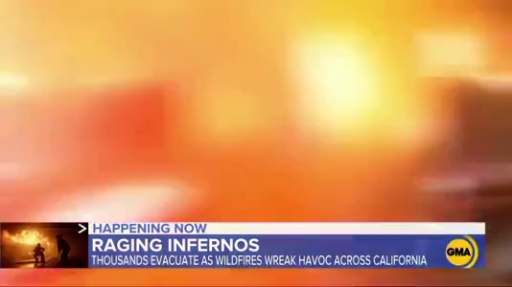 HAPPENING NOW
RAGING INFERNOS
THOUSANDS EVACUATE AS WILDFIRES WREAK HAVOC ACROSS CALIFORNIA
GMA